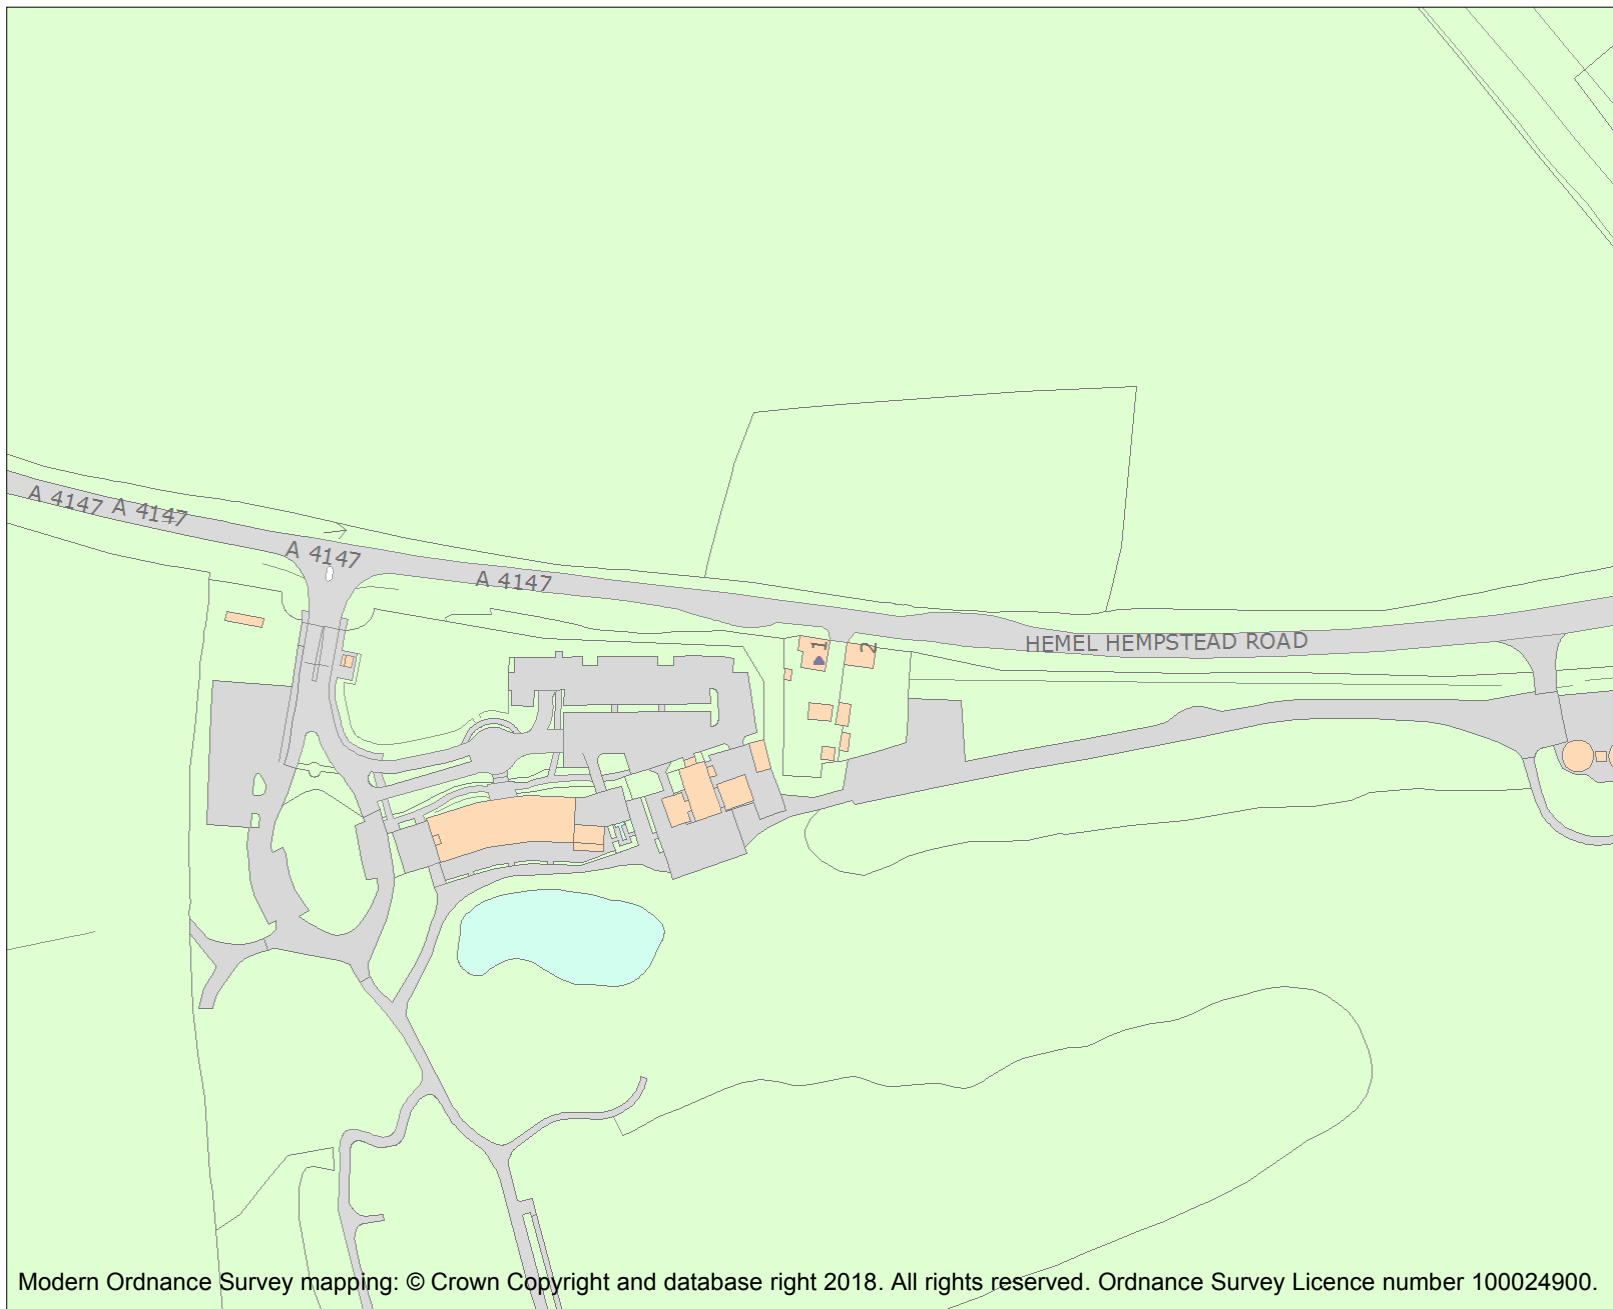 A 4147 A 4147
A 4147
A 4147
1
2
HEMEL HEMPSTEAD ROAD
Modern Ordnance Survey mapping: © Crown Copyright and database right 2018. All rights reserved. Ordnance Survey Licence number 100024900.